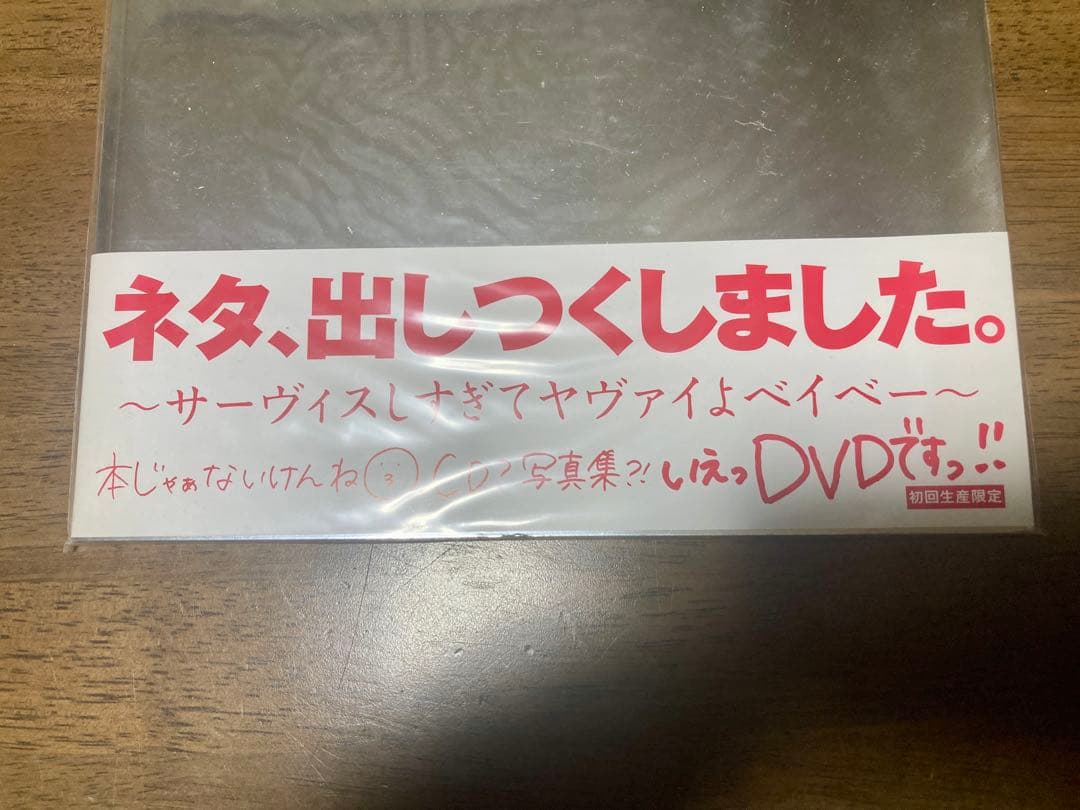 ネタ、出しつくしました。
～サーヴィスしすぎてヤヴァイよベイベー～
本じゃぁないけんね CD? 写真集?! いえっDVDですっ!!
初回生産限定